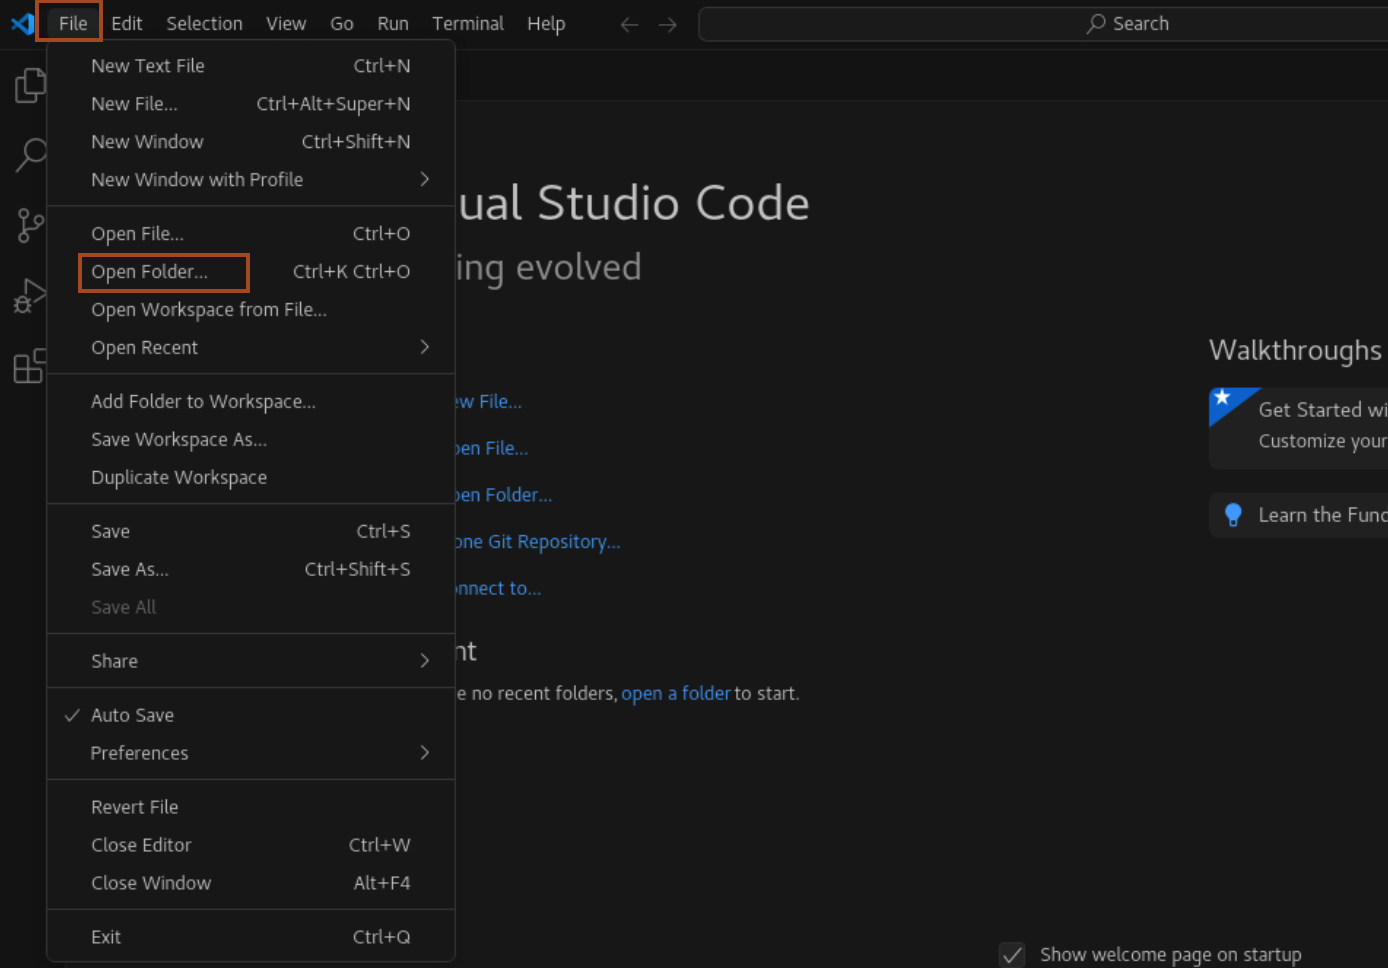 File Edit Selection View Go Run Terminal Help Search
New Text File Ctrl+N
New File... Ctrl+Alt+Super+N
New Window Ctrl+Shift+N
New Window with Profile
Open File... Ctrl+O
Open Folder... Ctrl+K Ctrl+O
Open Workspace from File...
Open Recent
Add Folder to Workspace...
Save Workspace As...
Duplicate Workspace
Save Ctrl+S
Save As... Ctrl+Shift+S
Save All
Share
Auto Save
Preferences
Revert File
Close Editor Ctrl+W
Close Window Alt+F4
Exit Ctrl+Q
ual Studio Code
ing evolved
ew File...
pen File...
pen Folder...
one Git Repository...
onnect to...
nt
e no recent folders, open a folder to start.
Walkthroughs
Get Started wi
Customize your
Learn the Fund
Show welcome page on startup